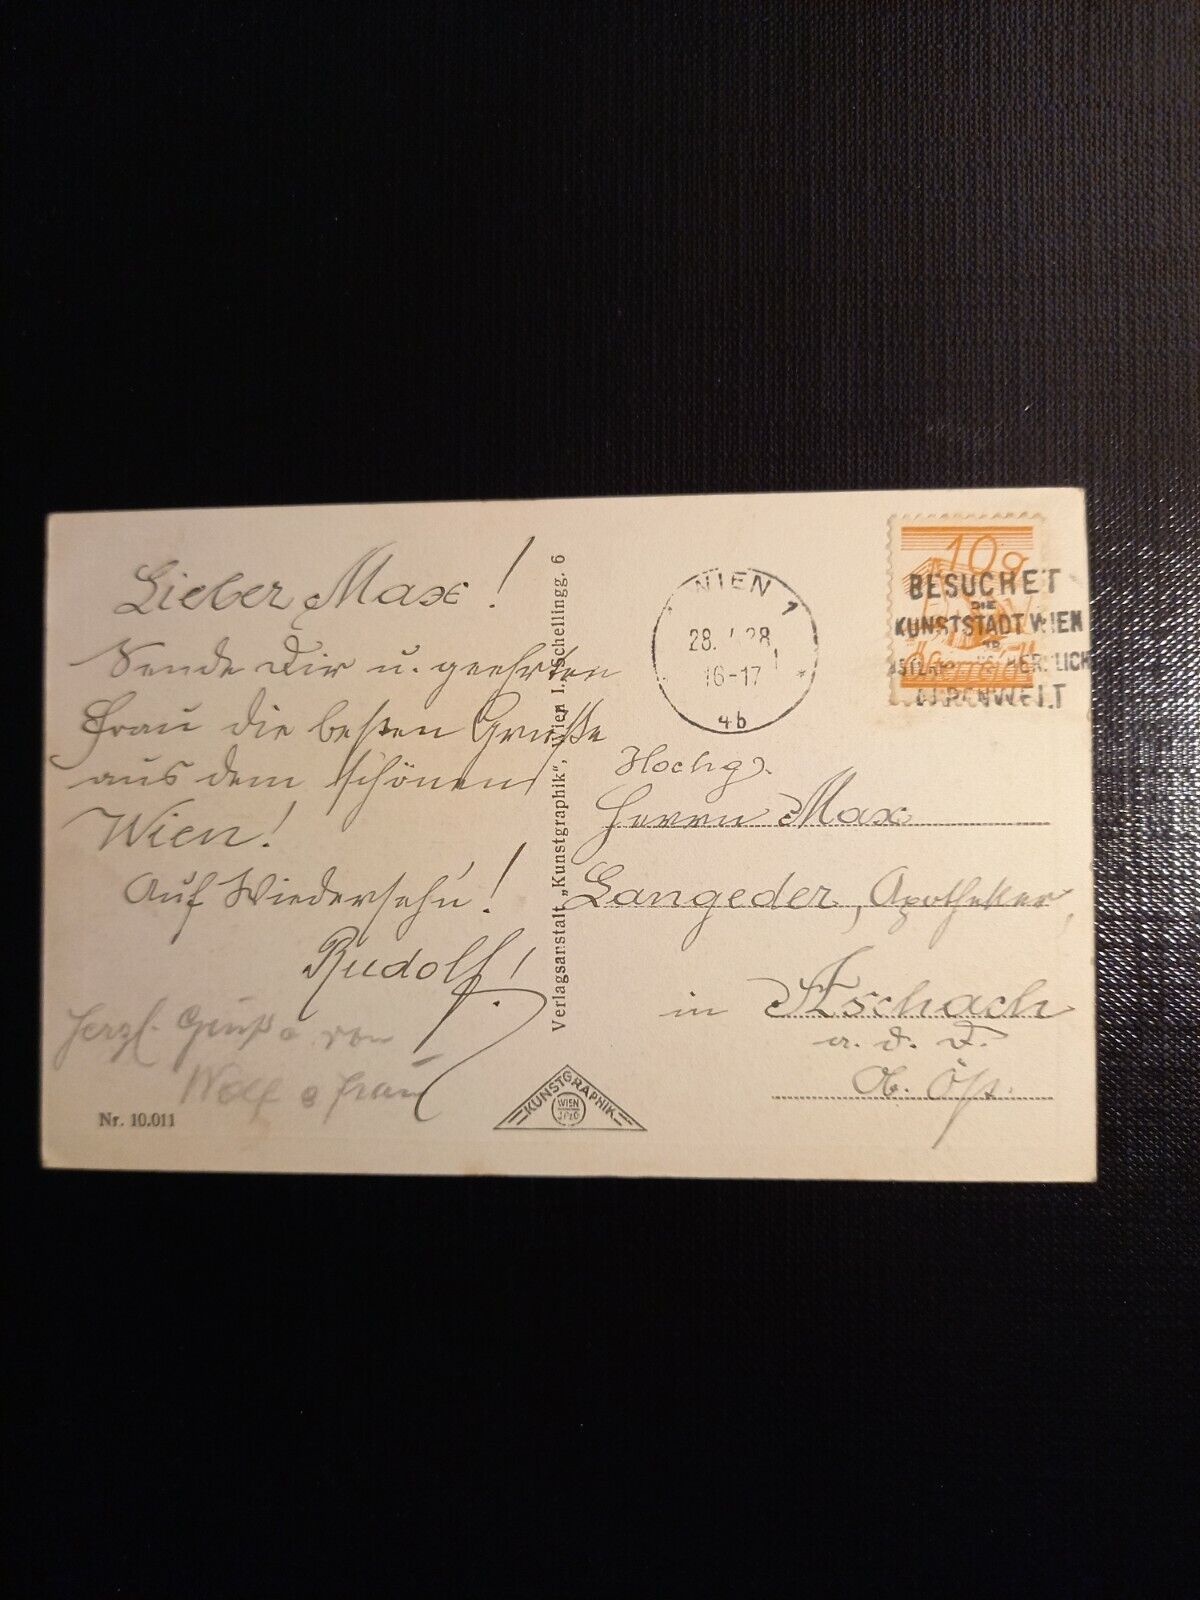 Lieber Max!
Sende Dir u. geehrten
Frau die besten Grüße
aus dem schönen
Wien!
Auf Wiedersehn!
Rudolf!
Herzl. Grüße von
Wolf & Frau
Nr. 10.011
Verlagsanstalt „Kunstgraphik“, Wien I. Schellingg. 6
KUNSTGRAPHIK
WIEN
WIEN 1
28. 28
16-17
4b
10g
BESUCHET
DIE
KUNSTSTADT WIEN
Hochg.
Herrn Max
Langeder, Apotheker,
in Aschach
a. d. D.
Ob. Öst.